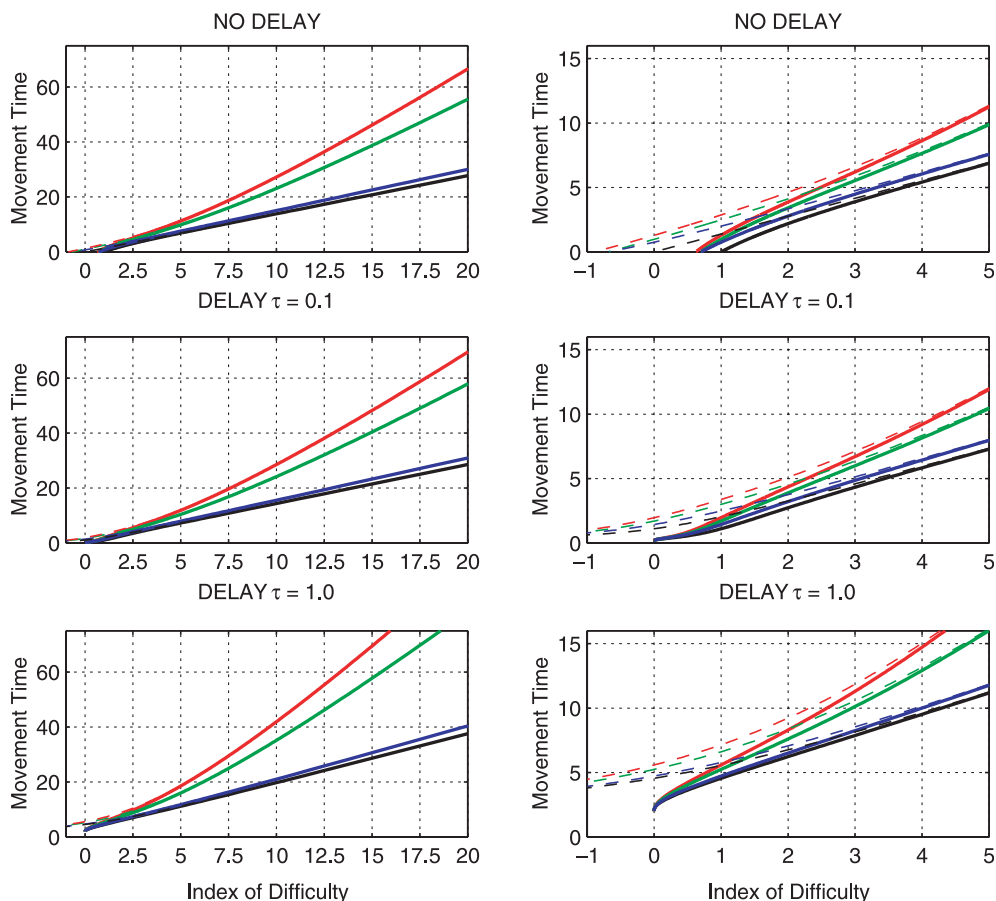 NO DELAY
NO DELAY
Movement Time
60
40
20
0
0 2.5 5 7.5 10 12.5 15 17.5 20
Movement Time
15
10
5
0
−1 0 1 2 3 4 5
DELAY τ = 0.1
DELAY τ = 0.1
Movement Time
60
40
20
0
0 2.5 5 7.5 10 12.5 15 17.5 20
Movement Time
15
10
5
0
−1 0 1 2 3 4 5
DELAY τ = 1.0
DELAY τ = 1.0
Movement Time
60
40
20
0
0 2.5 5 7.5 10 12.5 15 17.5 20
Index of Difficulty
Movement Time
15
10
5
0
−1 0 1 2 3 4 5
Index of Difficulty